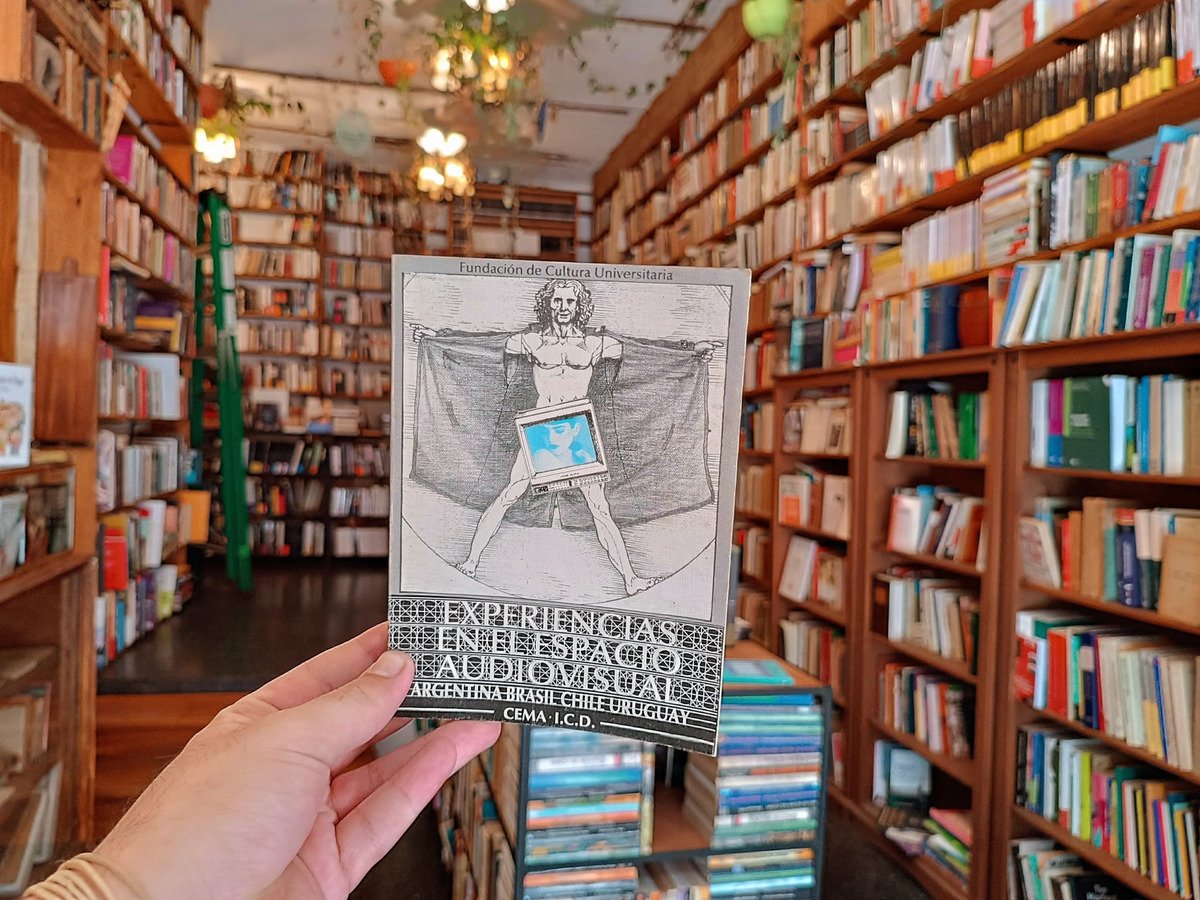 Fundación de Cultura Universitaria
EXPERIENCIAS
EN EL ESPACIO
AUDIOVISUAL
ARGENTINA BRASIL CHILE URUGUAY
CEMA · I.C.D.